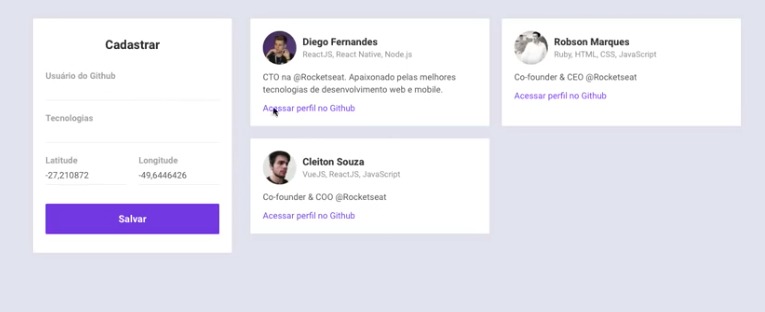 Cadastrar
Usuário do Github
Tecnologias
Latitude
Longitude
-27,210872
-49,6446426
Salvar
Diego Fernandes
ReactJS, React Native, Node.js
CTO na @Rocketseat. Apaixonado pelas melhores
tecnologias de desenvolvimento web e mobile.
Acessar perfil no Github
Robson Marques
Ruby, HTML, CSS, JavaScript
Co-founder & CEO @Rocketseat
Acessar perfil no Github
Cleiton Souza
VueJS, ReactJS, JavaScript
Co-founder & COO @Rocketseat
Acessar perfil no Github